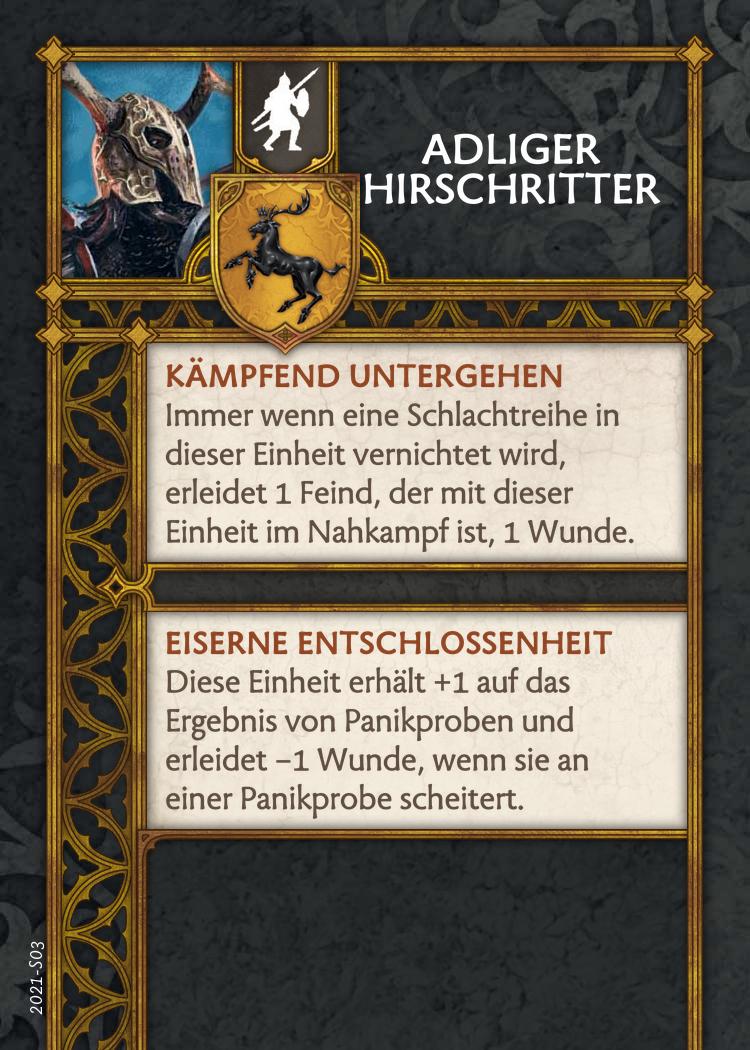 ADLIGER
HIRSCHRITTER
KÄMPFEND UNTERGEHEN
Immer wenn eine Schlachtreihe in
dieser Einheit vernichtet wird,
erleidet 1 Feind, der mit dieser
Einheit im Nahkampf ist, 1 Wunde.
EISERNE ENTSCHLOSSENHEIT
Diese Einheit erhält +1 auf das
Ergebnis von Panikproben und
erleidet −1 Wunde, wenn sie an
einer Panikprobe scheitert.
2021-S03